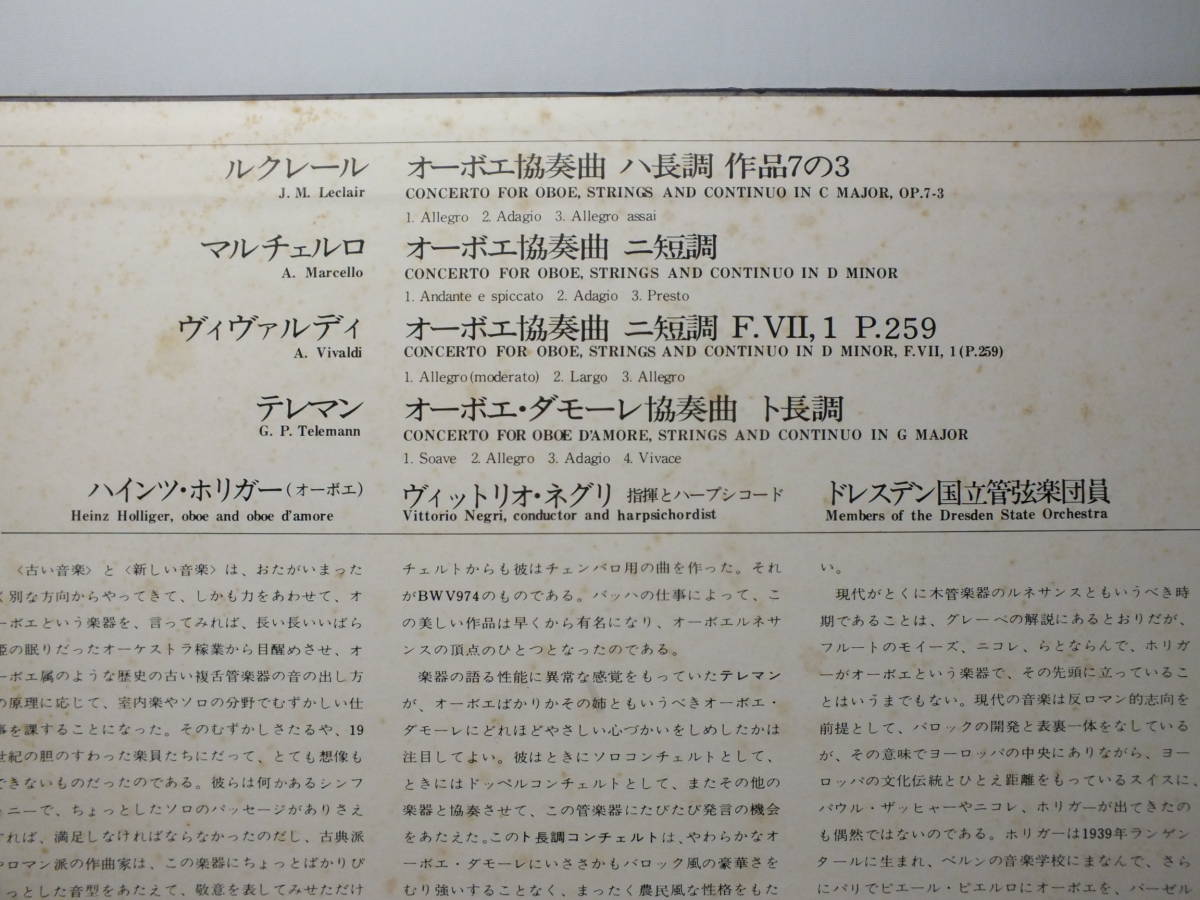 ルクレール オーボエ協奏曲 ハ長調 作品7の3
J. M. Leclair CONCERTO FOR OBOE, STRINGS AND CONTINUO IN C MAJOR, OP.7-3
1. Allegro 2. Adagio 3. Allegro assai
マルチェルロ オーボエ協奏曲 ニ短調
A. Marcello CONCERTO FOR OBOE, STRINGS AND CONTINUO IN D MINOR
1. Andante e spiccato 2. Adagio 3. Presto
ヴィヴァルディ オーボエ協奏曲 ニ短調 F.VII, 1 P.259
A. Vivaldi CONCERTO FOR OBOE, STRINGS AND CONTINUO IN D MINOR, F.VII, 1 (P.259)
1. Allegro (moderato) 2. Largo 3. Allegro
テレマン オーボエ・ダモーレ協奏曲 ト長調
G. P. Telemann CONCERTO FOR OBOE D'AMORE, STRINGS AND CONTINUO IN G MAJOR
1. Soave 2. Allegro 3. Adagio 4. Vivace
ハインツ・ホリガー(オーボエ) ヴィットリオ・ネグリ 指揮とハープシコード ドレスデン国立管弦楽団員
Heinz Holliger, oboe and oboe d'amore Vittorio Negri, conductor and harpsichordist Members of the Dresden State Orchestra
〈古い音楽〉と〈新しい音楽〉は、おたがいまった
く別な方向からやってきて、しかも力をあわせて、オ
ーボエという楽器を、言ってみれば、長い長いいばら
姫の眠りだったオーケストラ稼業から目醒めさせ、オ
ーボエ属のような歴史の古い複舌管楽器の音の出し方
の原理に応じて、室内楽やソロの分野でむずかしい仕
事を課することになった。そのむずかしさたるや、19
世紀の胆のすわった楽員たちにだって、とても想像も
できないものだったのである。彼らは何かあるシンフ
ォニーで、ちょっとしたソロのパッセージがありさえ
すれば、満足しなければならなかったのだし、古典派
やロマン派の作曲家は、この楽器にちょっとばかりぴ
っとした音型をあたえて、敬意を表してみせただけ
チェルトからも彼はチェンバロ用の曲を作った。それ
がBWV974のものである。バッハの仕事によって、こ
の美しい作品は早くから有名になり、オーボエルネサ
ンスの頂点のひとつとなったのである。
楽器の語る性能に異常な感覚をもっていたテレマン
が、オーボエばかりかその姉ともいうべきオーボエ・
ダモーレにどれほどやさしい心づかいをしめしたかは
注目してよい。彼はときにソロコンチェルトとして、
ときにはドッペルコンチェルトとして、またその他の
楽器と協奏させて、この管楽器にたびたび発言の機会
をあたえた。このト長調コンチェルトは、やわらかなオ
ーボエ・ダモーレにいささかもバロック風の豪華さを
むり強いすることなく、まったく農民風な性格をもた
い。
現代がとくに木管楽器のルネサンスともいうべき時
期であることは、グレーベの解説にあるとおりだが、
フルートのモイーズ、ニコレ、らとならんで、ホリガ
ーがオーボエという楽器で、その先頭に立っているこ
とはいうまでもない。現代の音楽は反ロマン的志向を
前提として、バロックの開発と表裏一体をなしている
が、その意味でヨーロッパの中央にありながら、ヨー
ロッパの文化伝統とひとえ距離をもっているスイスに、
パウル・ザッヒャーやニコレ、ホリガーが出てきたの
も偶然ではないのである。ホリガーは1939年ランゲン
タールに生まれ、ベルンの音楽学校にまなんで、さら
にパリでピエール・ピエルロにオーボエを、バーゼル